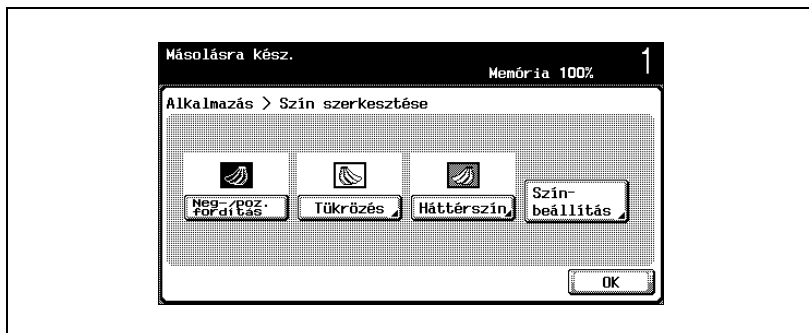 Másolásra kész.
Memória 100% 1
Alkalmazás > Szín szerkesztése
Neg-/poz.
fordítás
Tükrözés
Háttérszín
Szín-
beállítás
OK